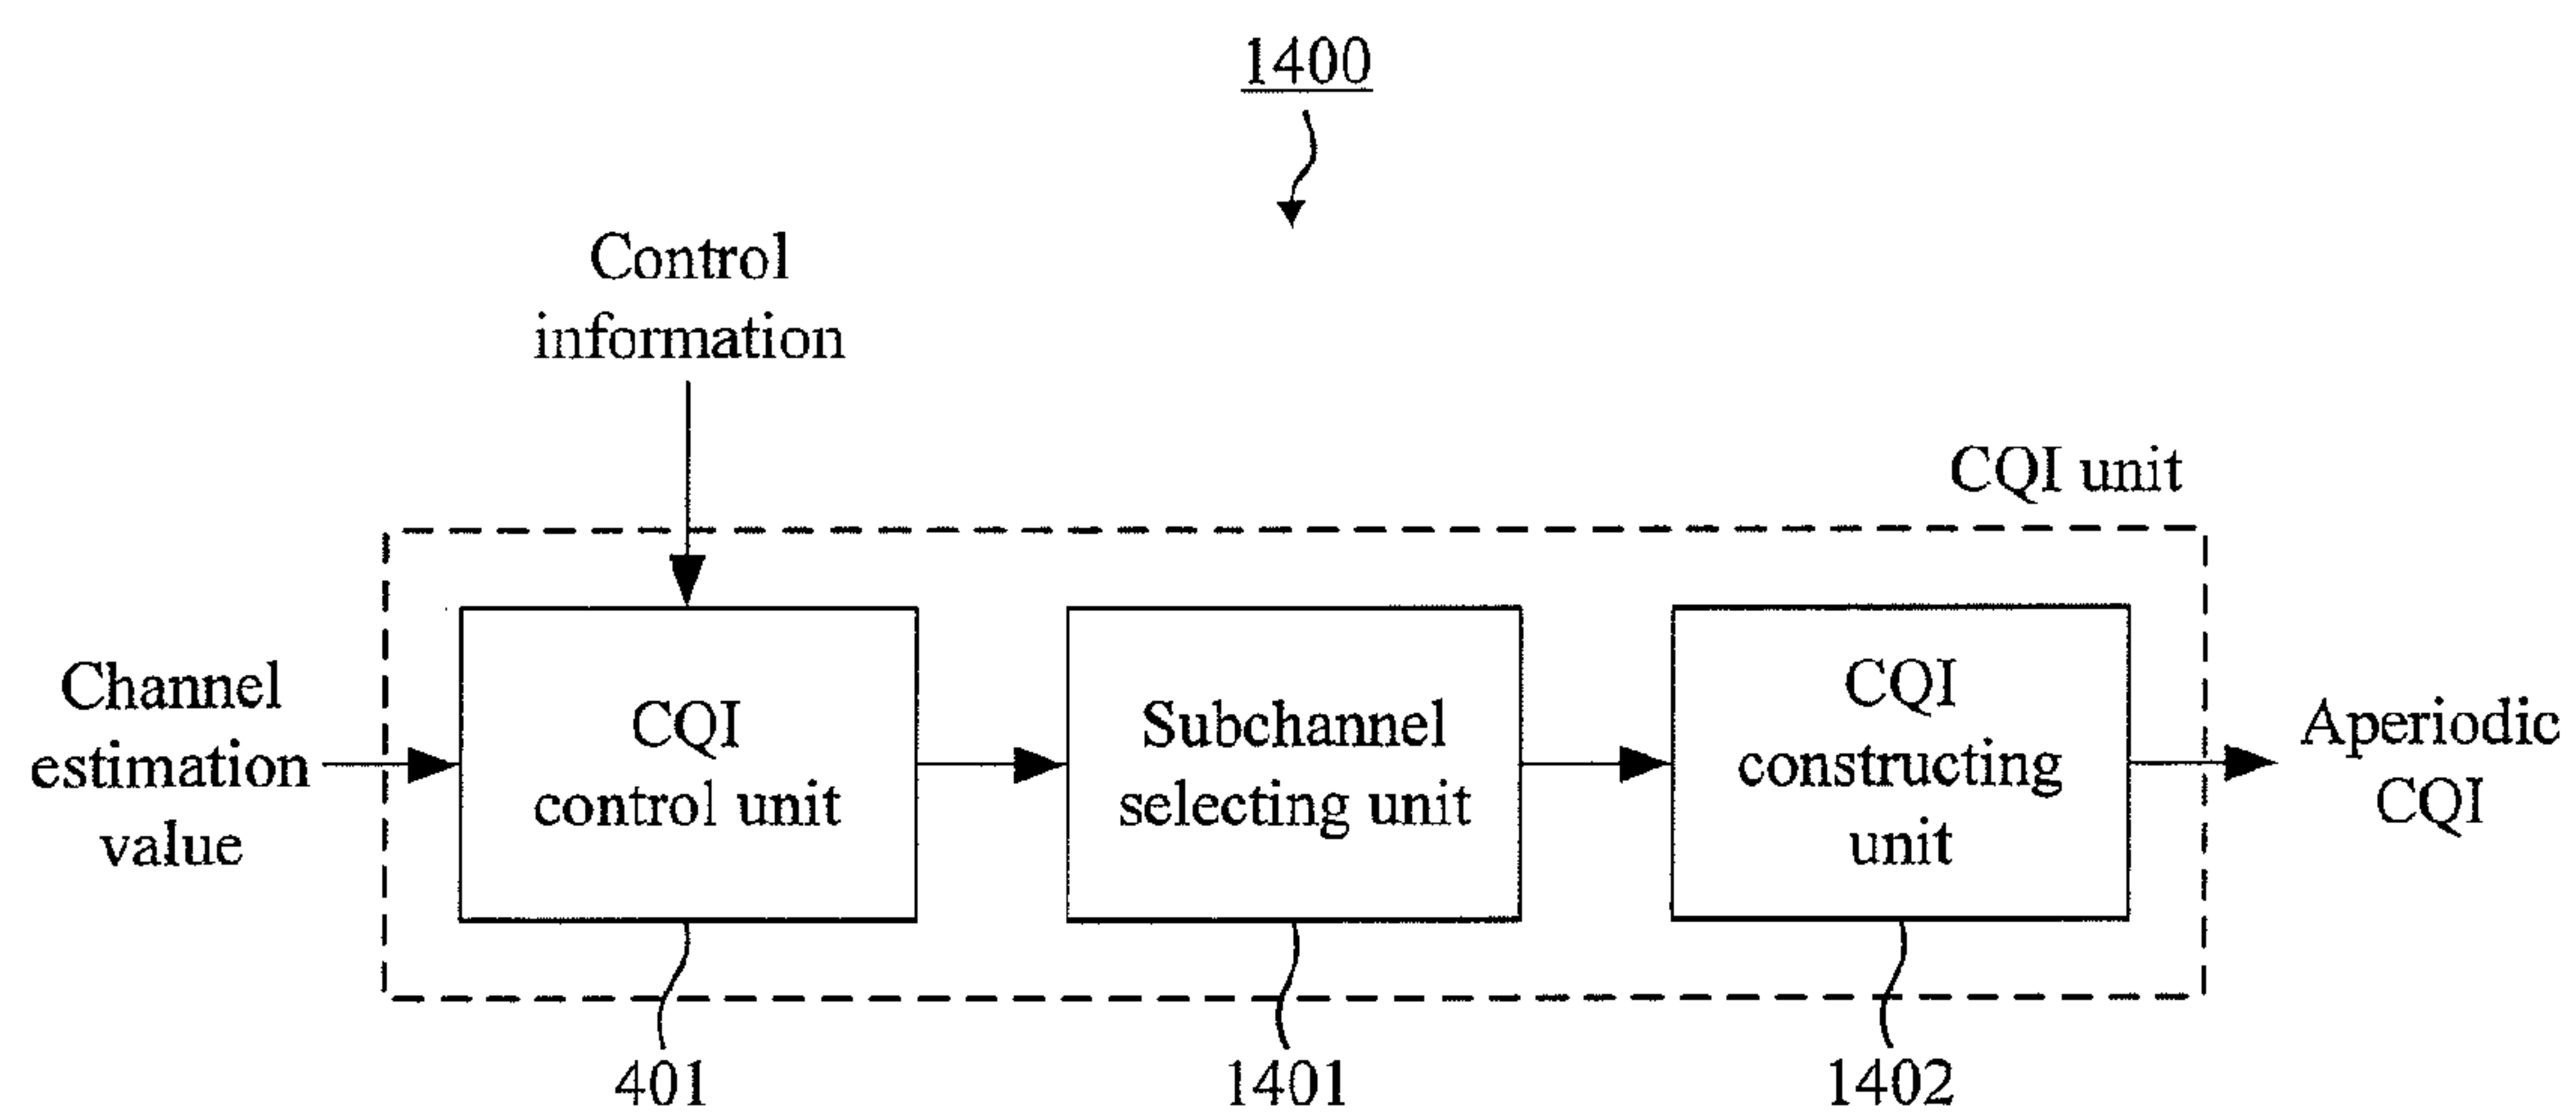 1400
Control
information
CQI unit
Channel
estimation
value
CQI
control unit
Subchannel
selecting unit
CQI
constructing
unit
Aperiodic
CQI
401
1401
1402